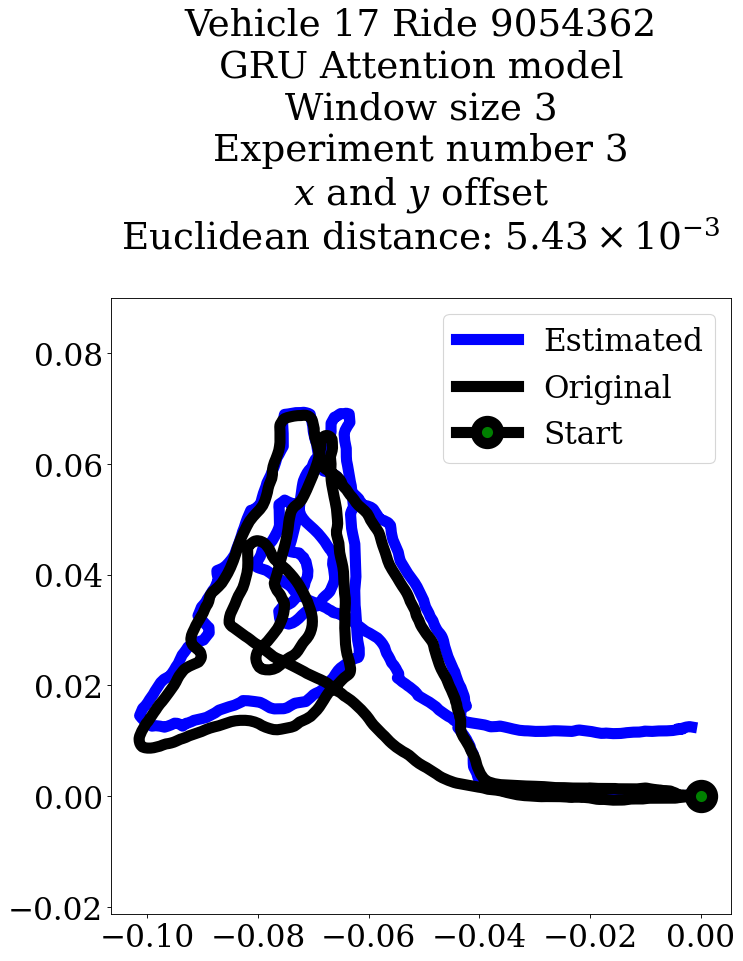 Vehicle 17 Ride 9054362
GRU Attention model
Window size 3
Experiment number 3
x and y offset
Euclidean distance: 5.43 × 10⁻³
Estimated
Original
Start
0.08
0.06
0.04
0.02
0.00
−0.02
−0.10 −0.08 −0.06 −0.04 −0.02 0.00